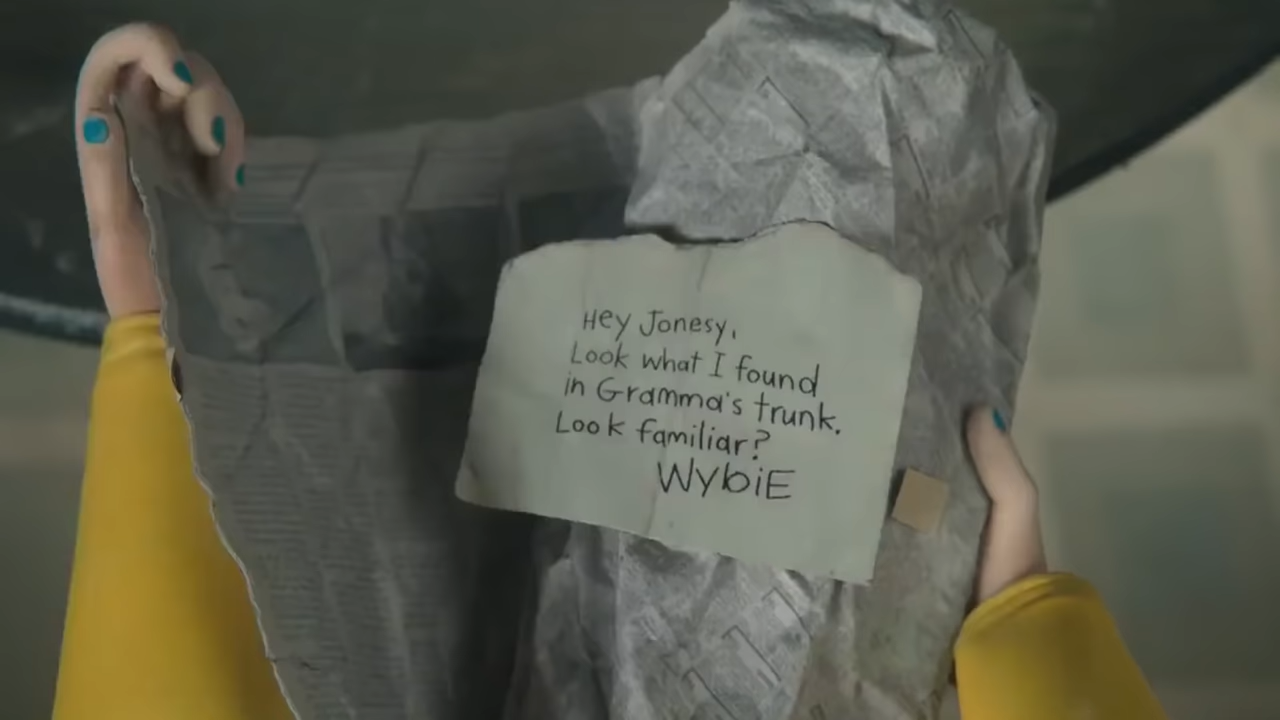 Hey Jonesy,
Look what I found
in Gramma's trunk.
Look familiar?
WybiE